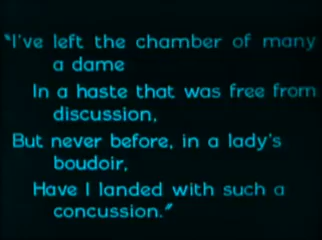 "I've left the chamber of many
a dame
In a haste that was free from
discussion,
But never before, in a lady's
boudoir,
Have I landed with such a
concussion."